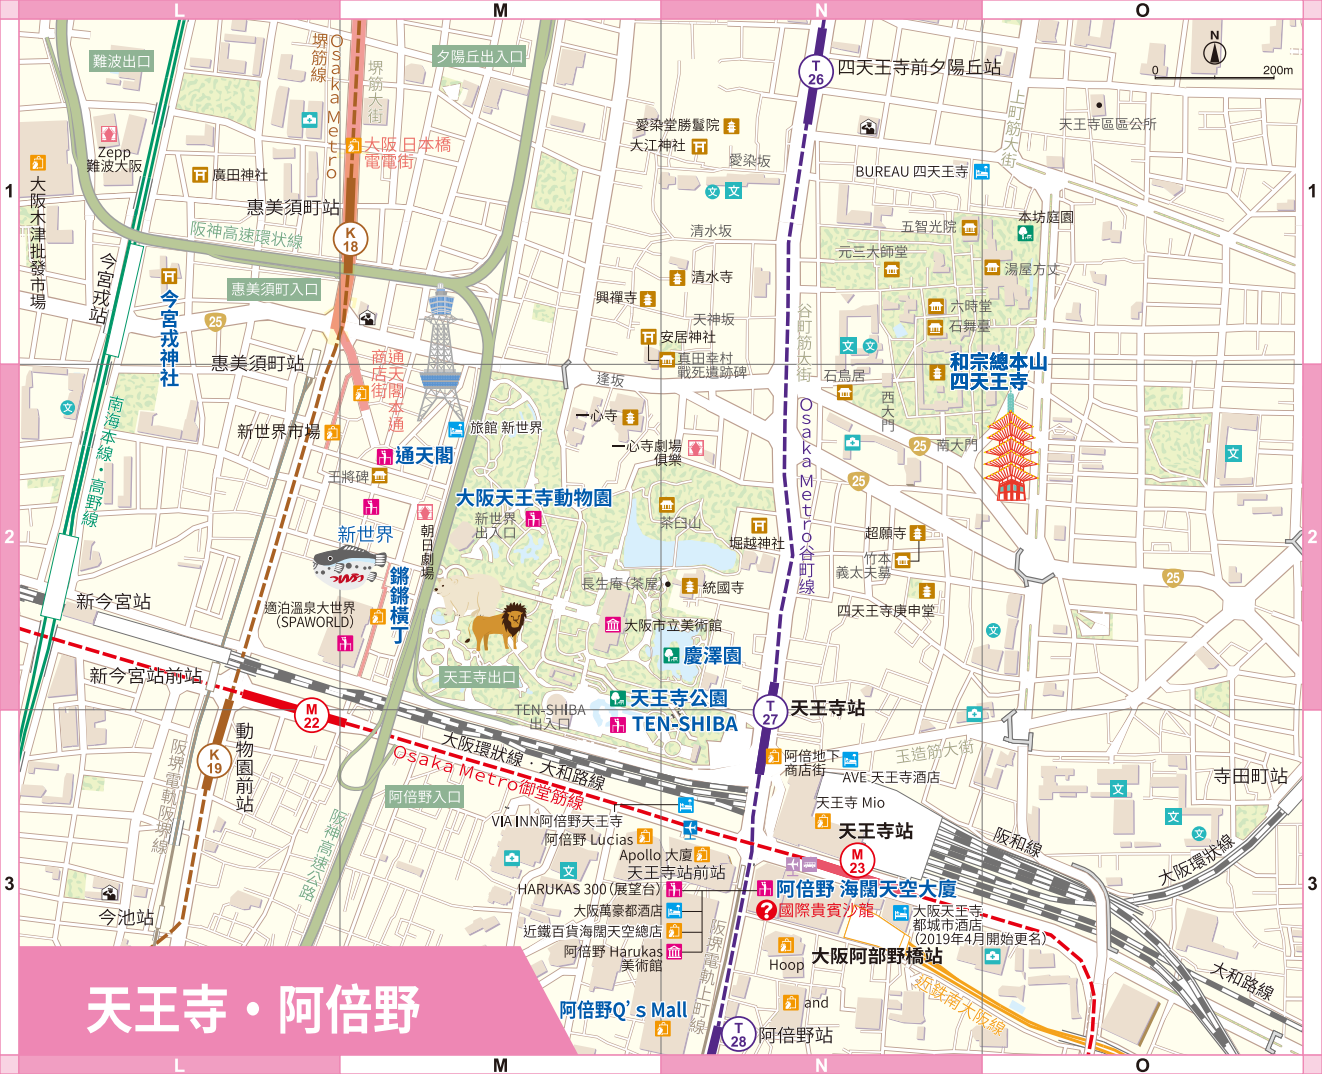 L
M
N
O
難波出口
堺筋線
Osaka Metro
堺筋大街
夕陽丘出入口
T
26
四天王寺前夕陽丘站
N
0
200m
天王寺區區公所
上町筋大街
愛染堂勝鬘院
大江神社
愛染坂
Zepp
難波大阪
大阪 日本橋
電電街
廣田神社
BUREAU 四天王寺
1
1
大阪木津批發市場
惠美須町站
K
18
阪神高速環状線
清水坂
五智光院
本坊庭園
元三大師堂
湯屋方丈
今宮戎站
惠美須町入口
今宮戎神社
25
清水寺
興禪寺
天神坂
安居神社
真田幸村
戰死遺跡碑
谷町筋大街
六時堂
石舞臺
和宗總本山
四天王寺
惠美須町站
通天閣本通
商店街
逢坂
石鳥居
西大門
南海本線・高野線
新世界市場
旅館 新世界
一心寺
一心寺劇場
俱樂
Osaka Metro谷町線
25
南大門
通天閣
王將碑
大阪天王寺動物園
新世界
出入口
25
2
2
新世界
朝日劇場
茶臼山
堀越神社
超願寺
竹本
義太夫墓
25
鏘鏘橫丁
長生庵(茶屋)
統國寺
四天王寺庚申堂
新今宮站
適泊溫泉大世界
(SPAWORLD)
大阪市立美術館
慶澤園
新今宮站前站
天王寺出口
天王寺公園
TEN-SHIBA
TEN-SHIBA
出入口
M
22
T
27
天王寺站
動物園前站
K
19
阪堺電軌阪堺線
大阪環狀線・大和路線
Osaka Metro御堂筋線
阿倍地下
商店街
玉造筋大街
AVE 天王寺酒店
寺田町站
阿倍野入口
阪神高速公路
VIA INN阿倍野天王寺
天王寺 Mio
阿倍野 Lucias
天王寺站
阪和線
Apollo 大廈
天王寺站前站
M
23
大阪環狀線
3
3
HARUKAS 300(展望台)
阿倍野 海闊天空大廈
今池站
大阪萬豪都酒店
國際貴賓沙龍
大阪天王寺
都城市酒店
(2019年4月開始更名)
近鐵百貨海闊天空總店
阿倍野 Harukas
美術館
阪堺電軌上町線
Hoop
大阪阿部野橋站
大和路線
天王寺・阿倍野
阿倍野Q's Mall
and
近鉄南大阪線
T
28
阿倍野站
L
M
N
O